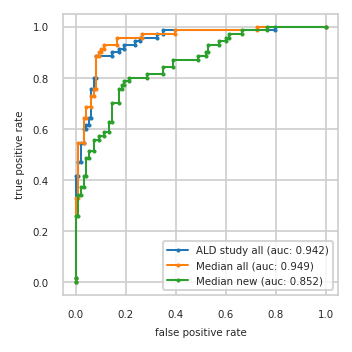 1.0
0.8
0.6
0.4
0.2
0.0
true positive rate
ALD study all (auc: 0.942)
Median all (auc: 0.949)
Median new (auc: 0.852)
0.0 0.2 0.4 0.6 0.8 1.0
false positive rate